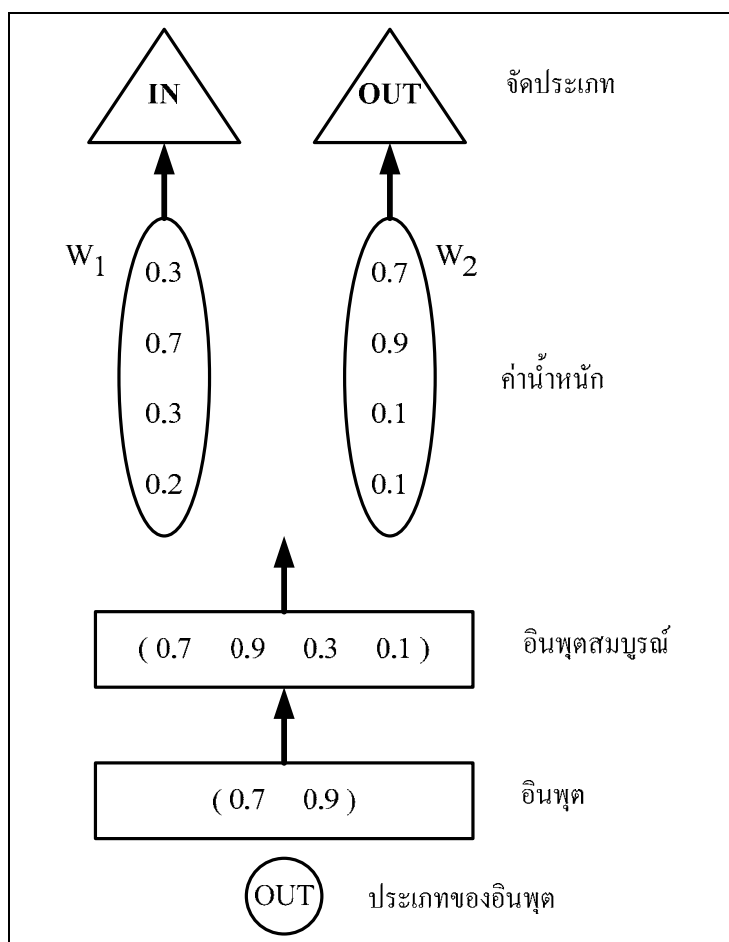 IN OUT จัดประเภท
W1 W2
0.3 0.7
0.7 0.9
ค่าน้ำหนัก
0.3 0.1
0.2 0.1
( 0.7 0.9 0.3 0.1 ) อินพุตสมบูรณ์
( 0.7 0.9 ) อินพุต
OUT ประเภทของอินพุต